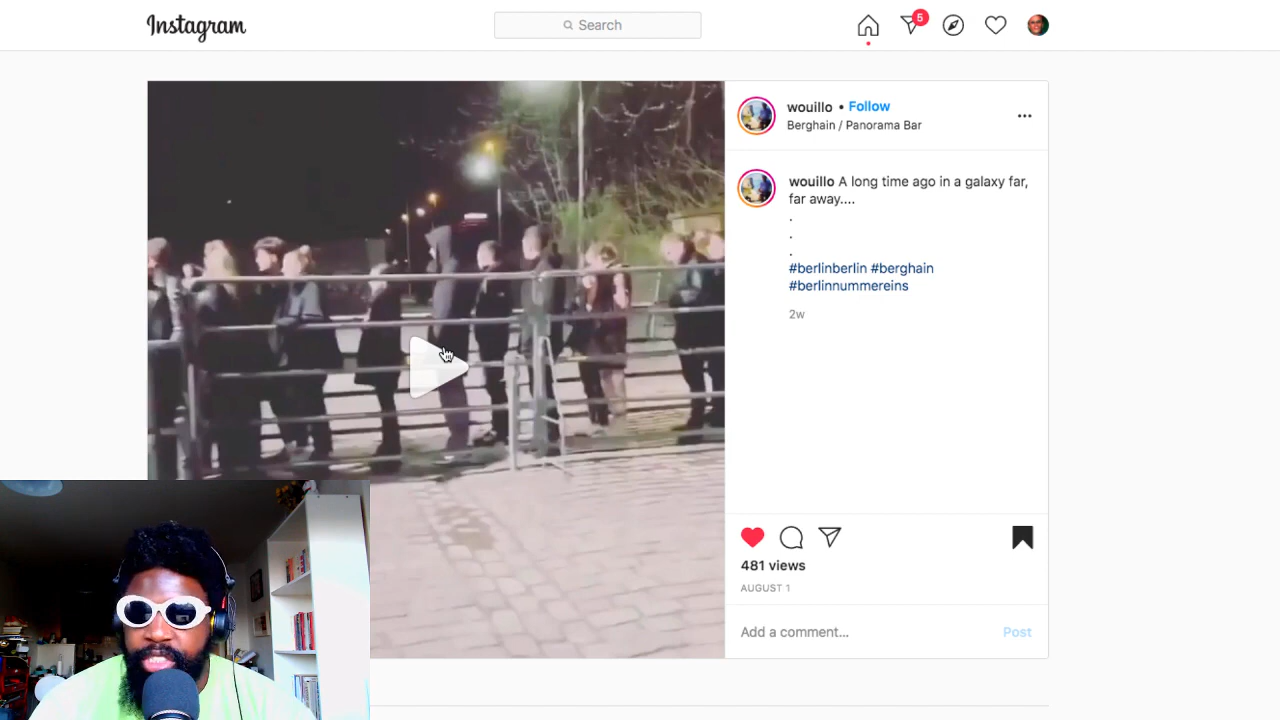 Instagram
Search
5
wouillo • Follow
Berghain / Panorama Bar
wouillo A long time ago in a galaxy far,
far away....
.
.
.
#berlinberlin #berghain
#berlinnummereins
2w
481 views
AUGUST 1
Add a comment... Post